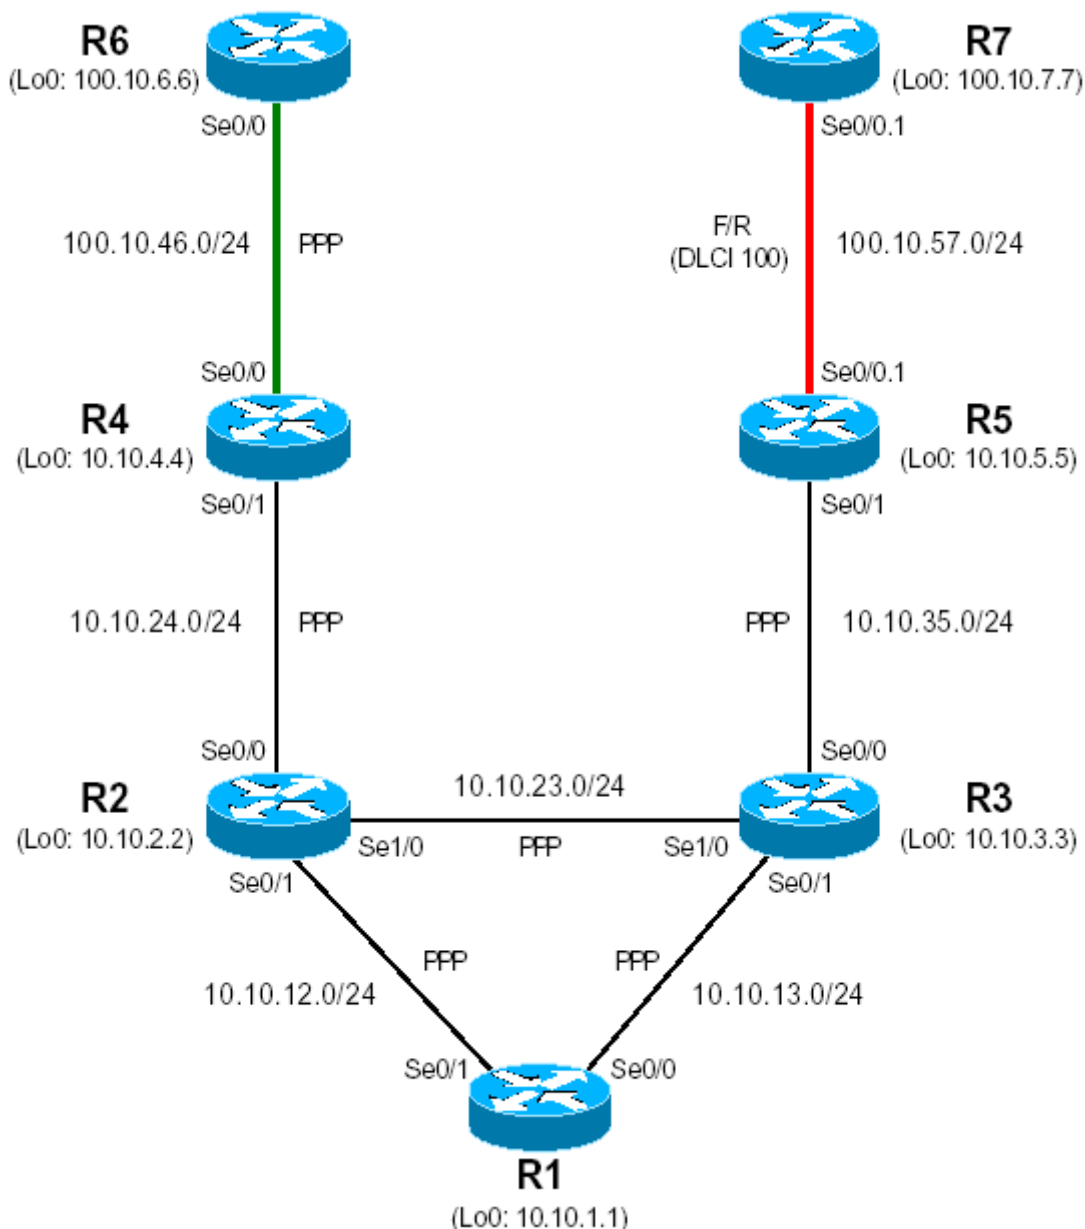 R6
(Lo0: 100.10.6.6)
R7
(Lo0: 100.10.7.7)
Se0/0
Se0/0.1
100.10.46.0/24
PPP
F/R
(DLCI 100)
100.10.57.0/24
Se0/0
Se0/0.1
R4
(Lo0: 10.10.4.4)
R5
(Lo0: 10.10.5.5)
Se0/1
Se0/1
10.10.24.0/24
PPP
PPP
10.10.35.0/24
Se0/0
Se0/0
R2
(Lo0: 10.10.2.2)
10.10.23.0/24
R3
(Lo0: 10.10.3.3)
Se1/0
PPP
Se1/0
Se0/1
Se0/1
PPP
PPP
10.10.12.0/24
10.10.13.0/24
Se0/1
Se0/0
R1
(Lo0: 10.10.1.1)